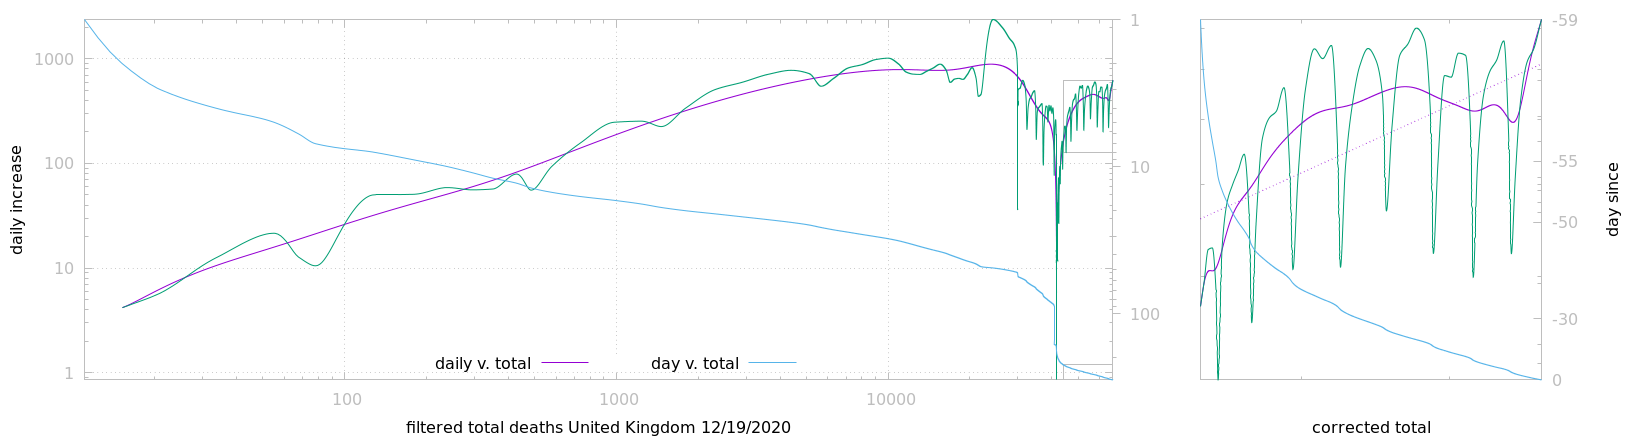 daily increase
1000
100
10
1
100
1000
10000
1
10
100
daily v. total
day v. total
filtered total deaths United Kingdom 12/19/2020
-59
-55
-50
-30
0
day since
corrected total